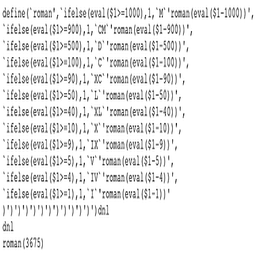 define(`roman',`ifelse(eval($1>=1000),1,`M'`roman(eval($1-1000))',
`ifelse(eval($1>=900),1,`CM'`roman(eval($1-900))',
`ifelse(eval($1>=500),1,`D'`roman(eval($1-500))',
`ifelse(eval($1>=100),1,`C'`roman(eval($1-100))',
`ifelse(eval($1>=90),1,`XC'`roman(eval($1-90))',
`ifelse(eval($1>=50),1,`L'`roman(eval($1-50))',
`ifelse(eval($1>=40),1,`XL'`roman(eval($1-40))',
`ifelse(eval($1>=10),1,`X'`roman(eval($1-10))',
`ifelse(eval($1>=9),1,`IX'`roman(eval($1-9))',
`ifelse(eval($1>=5),1,`V'`roman(eval($1-5))',
`ifelse(eval($1>=4),1,`IV'`roman(eval($1-4))',
`ifelse(eval($1>=1),1,`I'`roman(eval($1-1))'
)')')')')')')')')')')')')dnl
dnl
roman(3675)